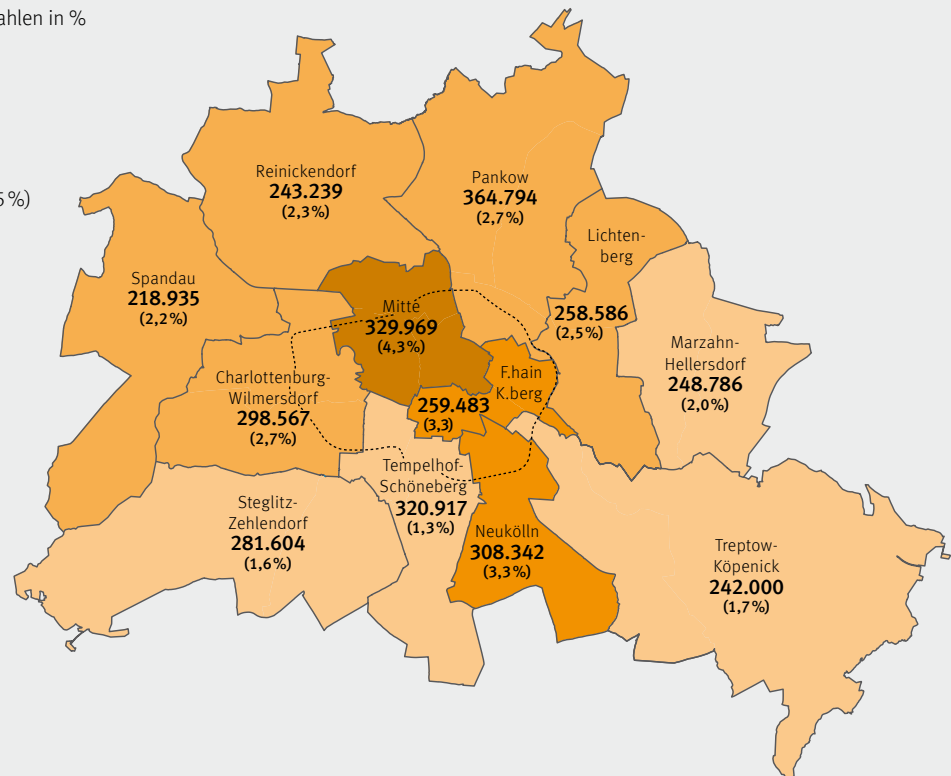 ahlen in %
%)
Reinickendorf
243.239
(2,3%)
Pankow
364.794
(2,7%)
Lichten-
berg
258.586
(2,5%)
Spandau
218.935
(2,2%)
Mitte
329.969
(4,3%)
Marzahn-
Hellersdorf
248.786
(2,0%)
F.hain
K.berg
259.483
(3,3)
Charlottenburg-
Wilmersdorf
298.567
(2,7%)
Tempelhof-
Schöneberg
320.917
(1,3%)
Steglitz-
Zehlendorf
281.604
(1,6%)
Neukölln
308.342
(3,3%)
Treptow-
Köpenick
242.000
(1,7%)